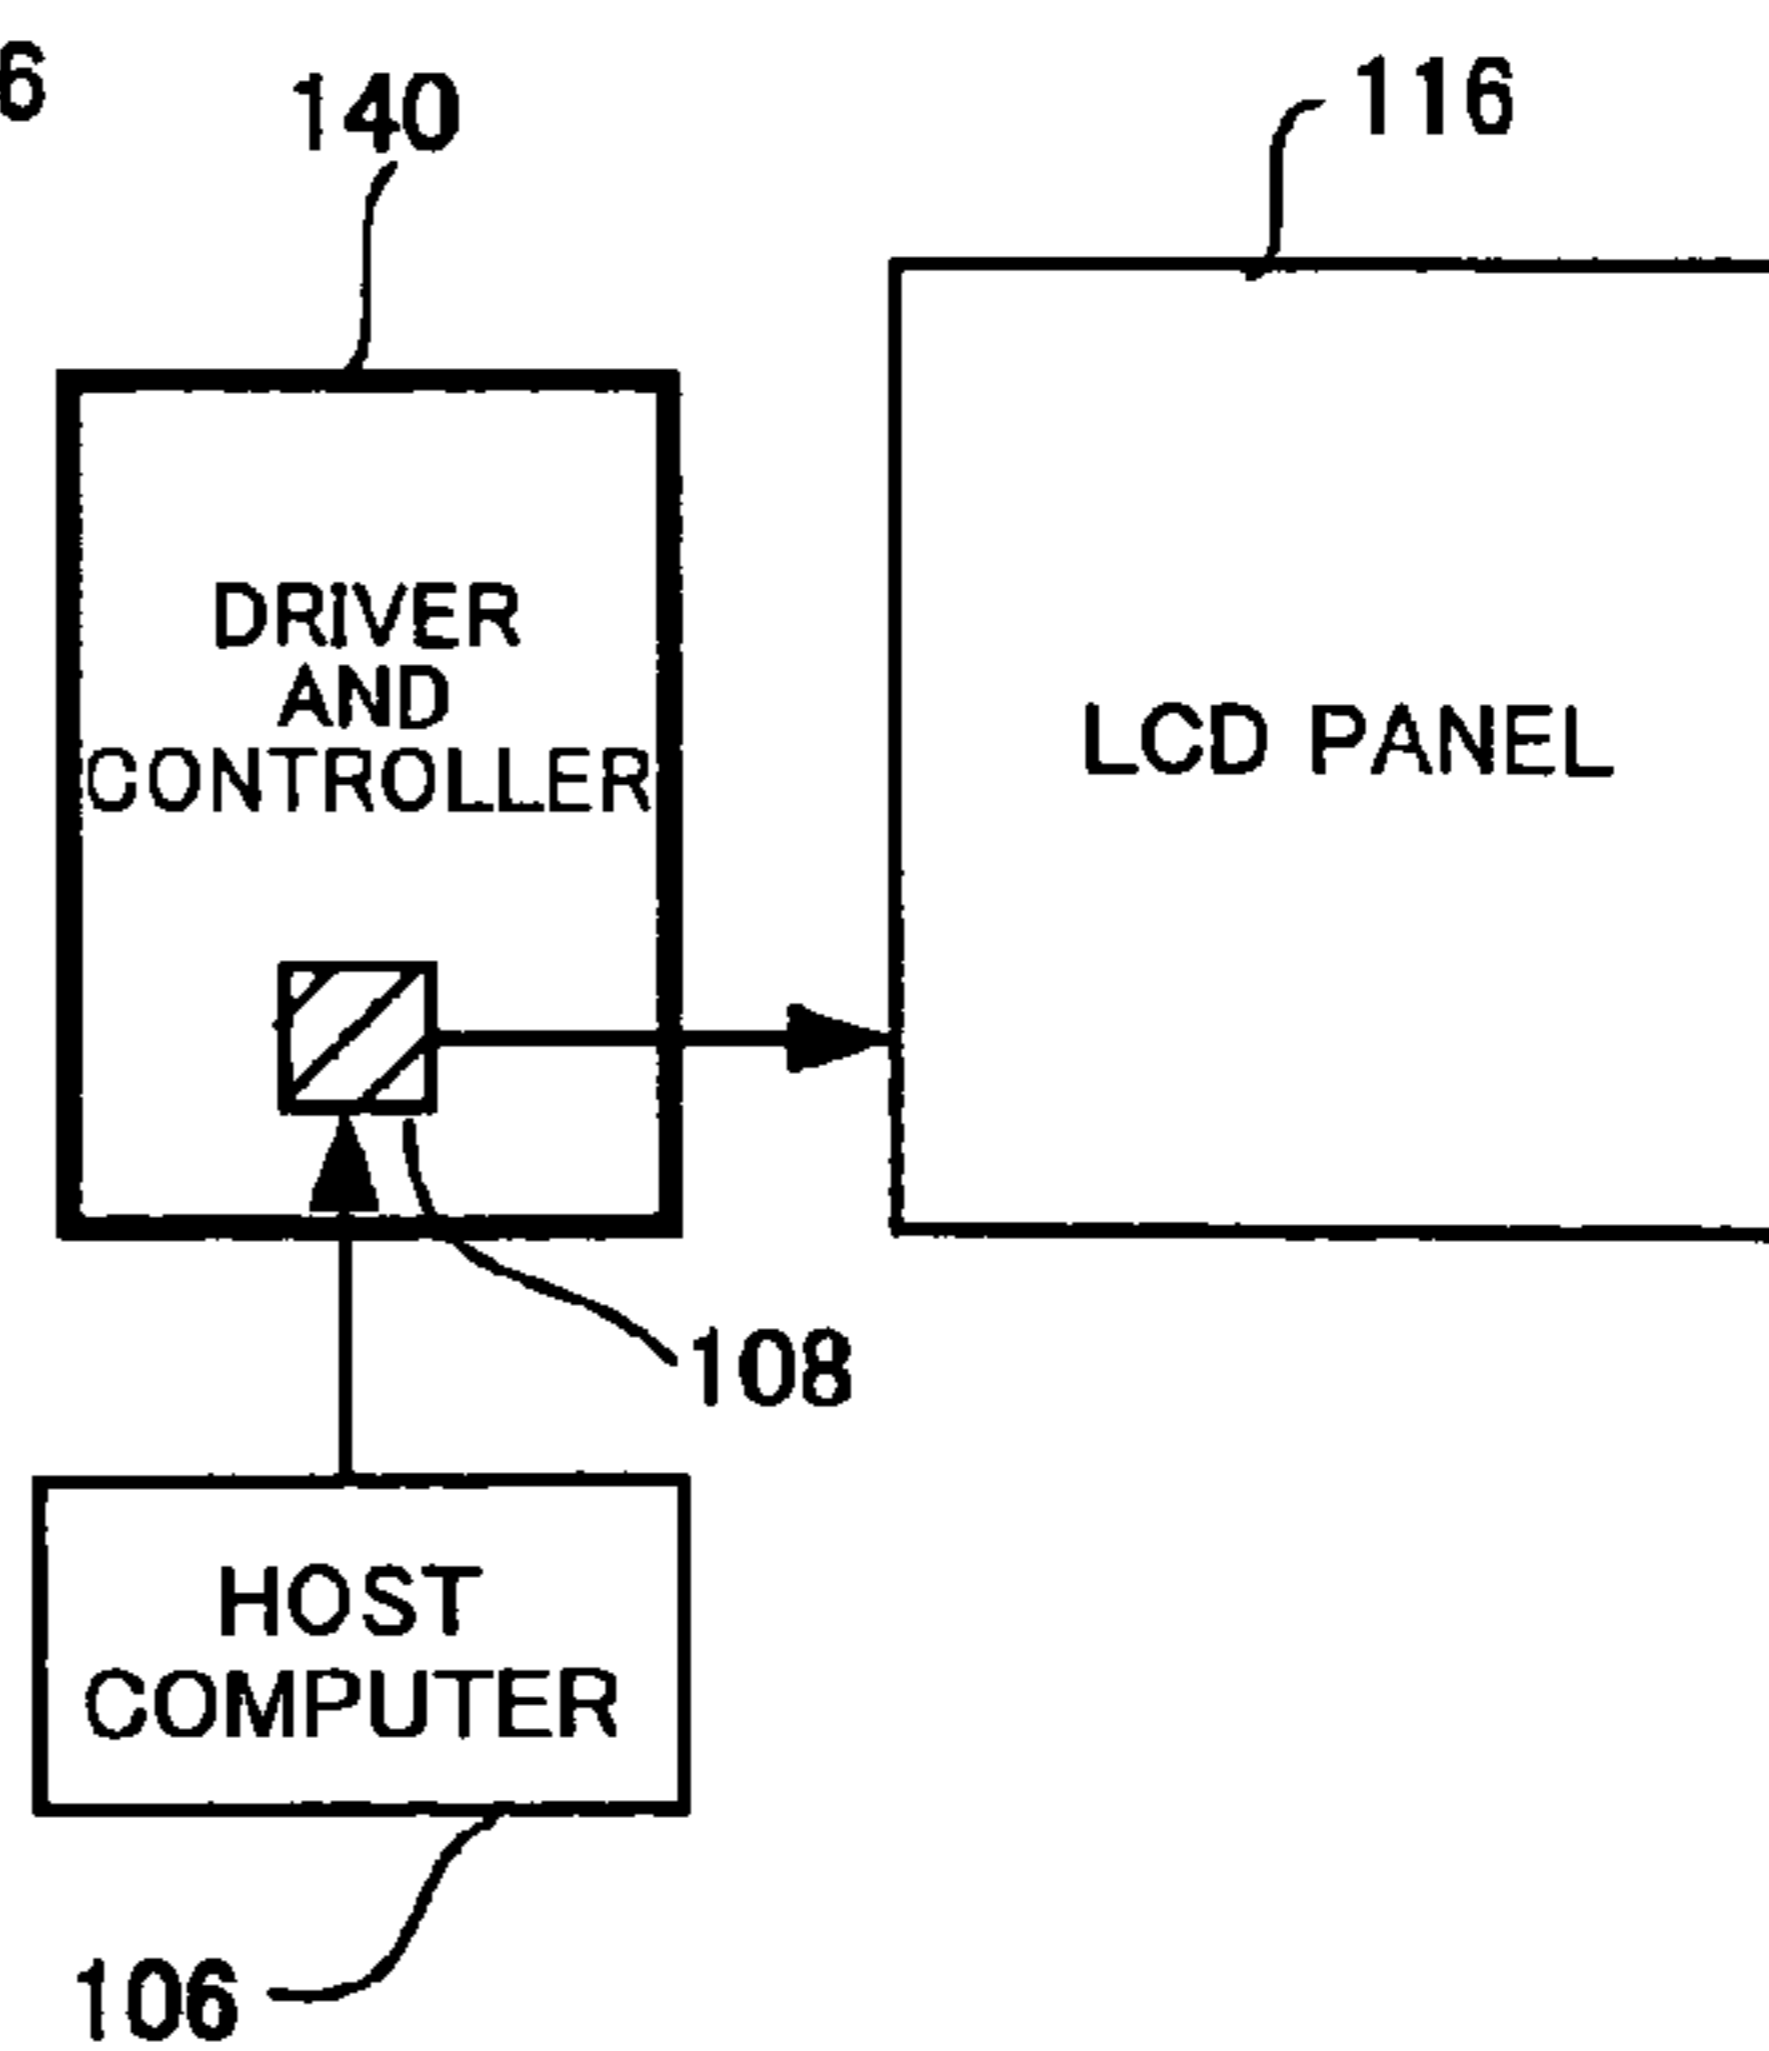 6
140
116
DRIVER
AND
CONTROLLER
LCD PANEL
108
HOST
COMPUTER
106